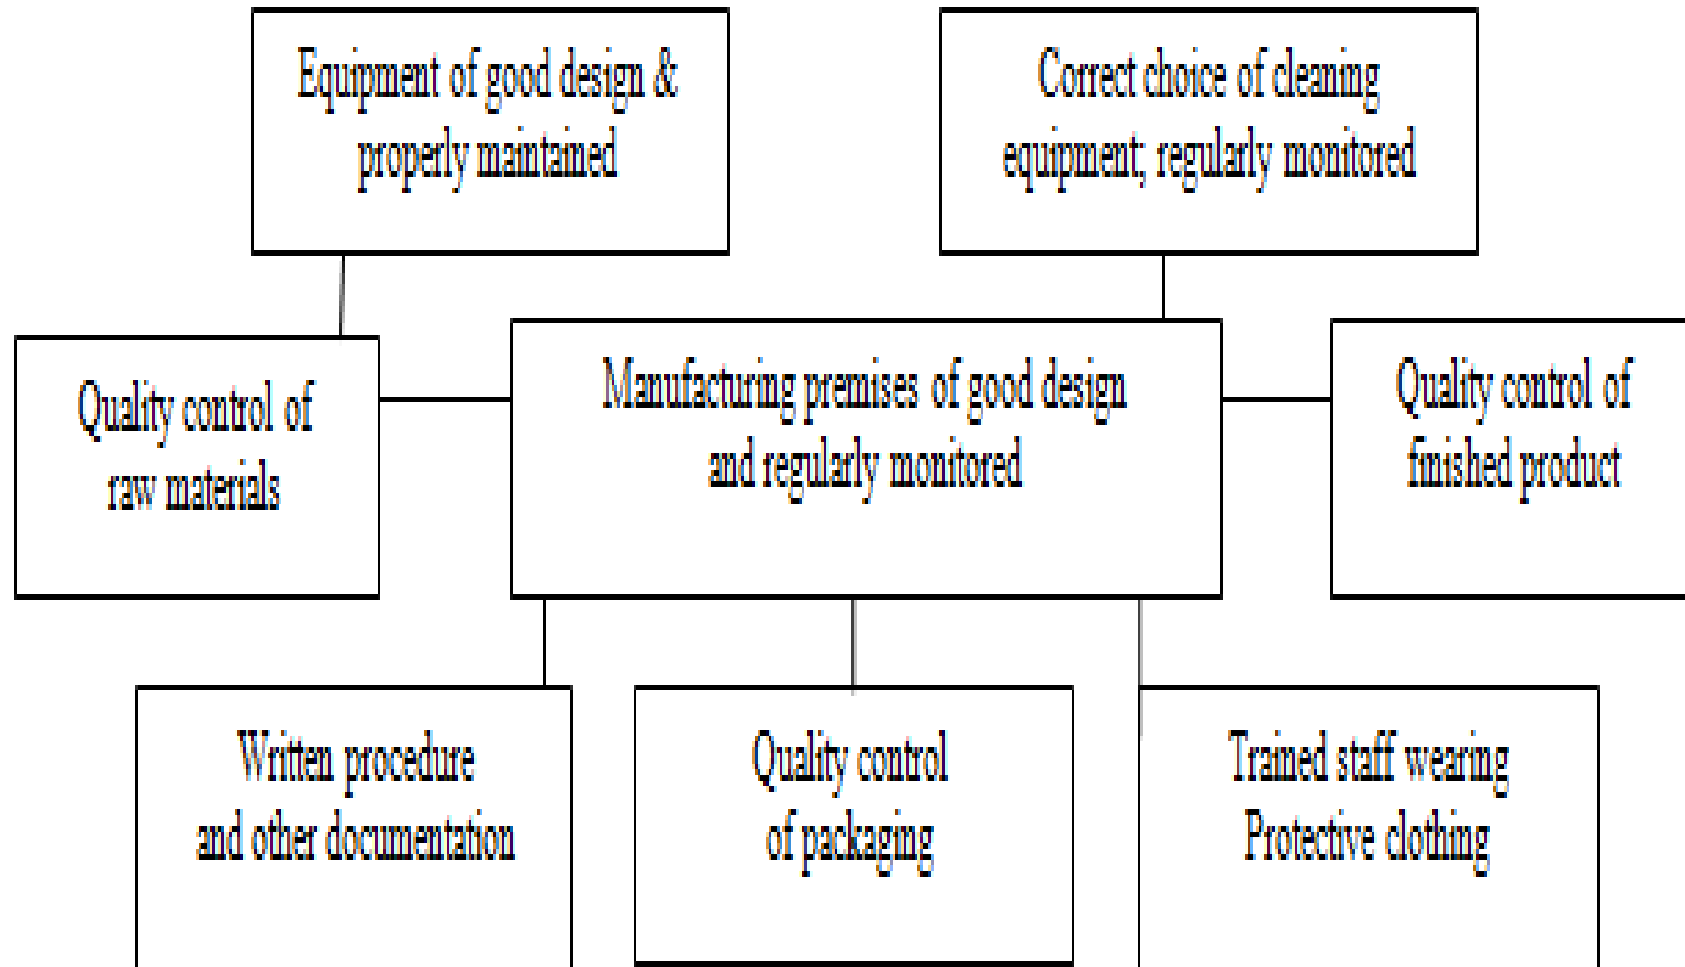 Equipment of good design &
properly maintained
Correct choice of cleaning
equipment; regularly monitored
Quality control of
raw materials
Manufacturing premises of good design
and regularly monitored
Quality control of
finished product
Written procedure
and other documentation
Quality control
of packaging
Trained staff wearing
Protective clothing